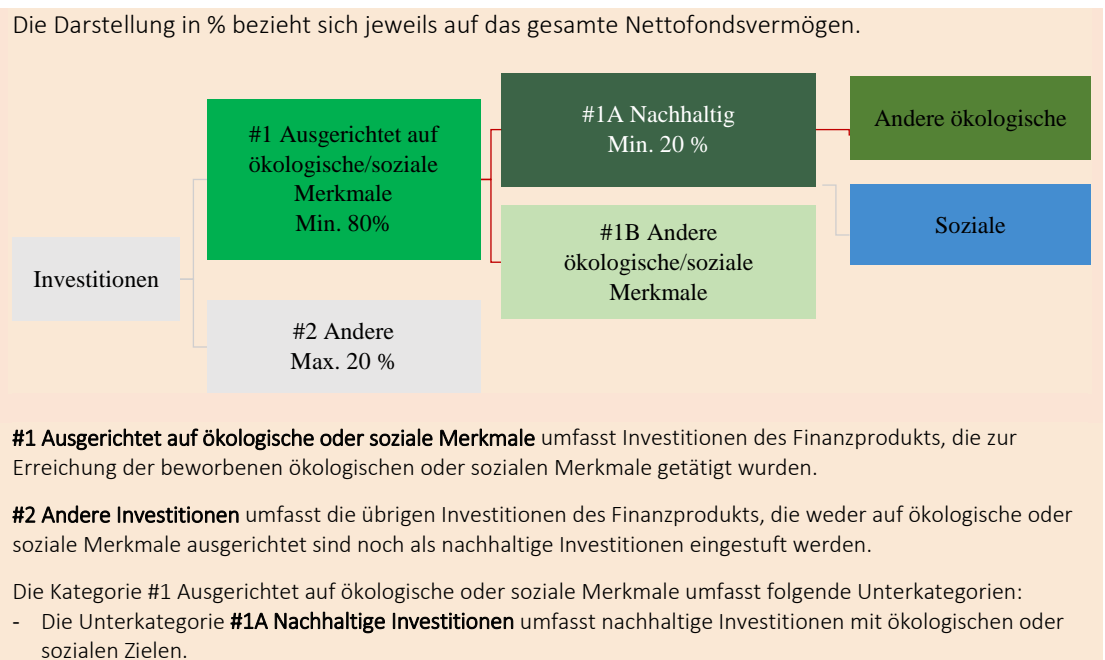 Die Darstellung in % bezieht sich jeweils auf das gesamte Nettofondsvermögen.
Investitionen
#1 Ausgerichtet auf
ökologische/soziale
Merkmale
Min. 80%
#2 Andere
Max. 20 %
#1A Nachhaltig
Min. 20 %
#1B Andere
ökologische/soziale
Merkmale
Andere ökologische
Soziale
#1 Ausgerichtet auf ökologische oder soziale Merkmale umfasst Investitionen des Finanzprodukts, die zur
Erreichung der beworbenen ökologischen oder sozialen Merkmale getätigt wurden.
#2 Andere Investitionen umfasst die übrigen Investitionen des Finanzprodukts, die weder auf ökologische oder
soziale Merkmale ausgerichtet sind noch als nachhaltige Investitionen eingestuft werden.
Die Kategorie #1 Ausgerichtet auf ökologische oder soziale Merkmale umfasst folgende Unterkategorien:
- Die Unterkategorie #1A Nachhaltige Investitionen umfasst nachhaltige Investitionen mit ökologischen oder
sozialen Zielen.